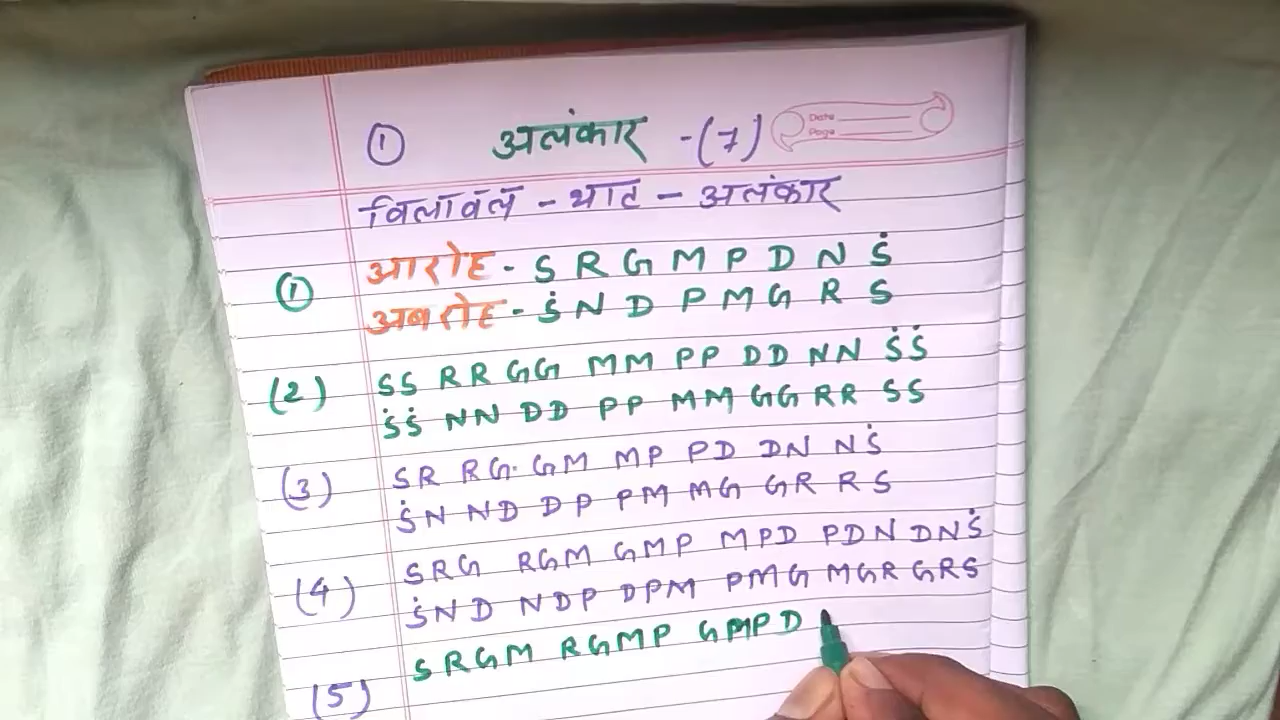 ① अलंकार -(7)
Date
Page
विलावल - थाट - अलंकार
① आरोह - S R G M P D N Ṡ
अबरोह - Ṡ N D P M G R S
(2) SS RR GG MM PP DD NN ṠṠ
ṠṠ NN DD PP MM GG RR SS
(3) SR RG. GM MP PD DN NṠ
ṠN ND DP PM MG GR RS
(4) SRG RGM GMP MPD PDN DNṠ
ṠND NDP DPM PMG MGR GRS
(5) SRGM RGMP GMPD